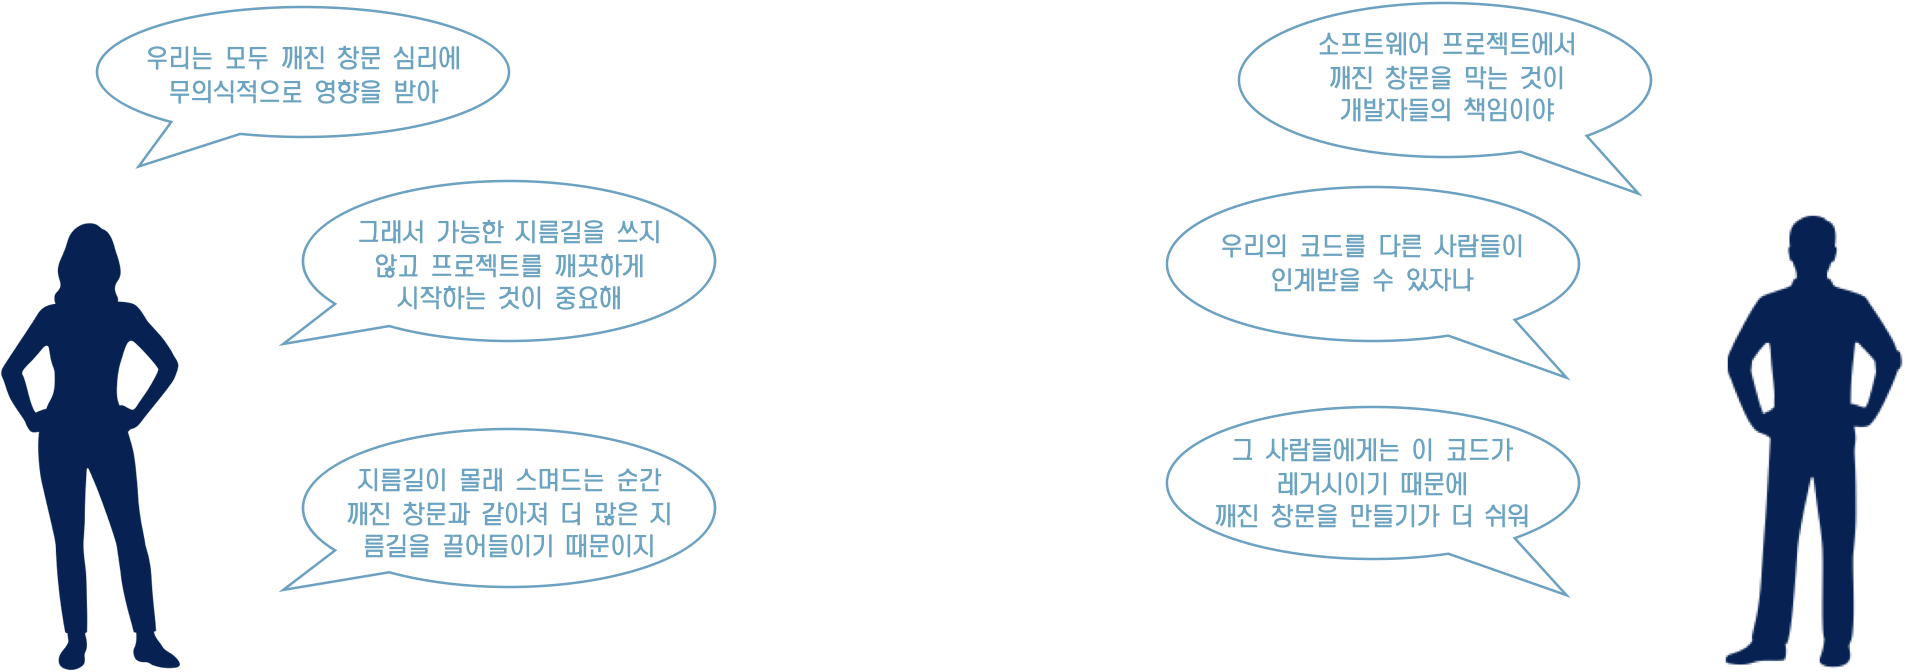 우리는 모두 깨진 창문 심리에
무의식적으로 영향을 받아
그래서 가능한 지름길을 쓰지
않고 프로젝트를 깨끗하게
시작하는 것이 중요해
지름길이 몰래 스며드는 순간
깨진 창문과 같아져 더 많은 지
름길을 끌어들이기 때문이지
소프트웨어 프로젝트에서
깨진 창문을 막는 것이
개발자들의 책임이야
우리의 코드를 다른 사람들이
인계받을 수 있자나
그 사람들에게는 이 코드가
레거시이기 때문에
깨진 창문을 만들기가 더 쉬워